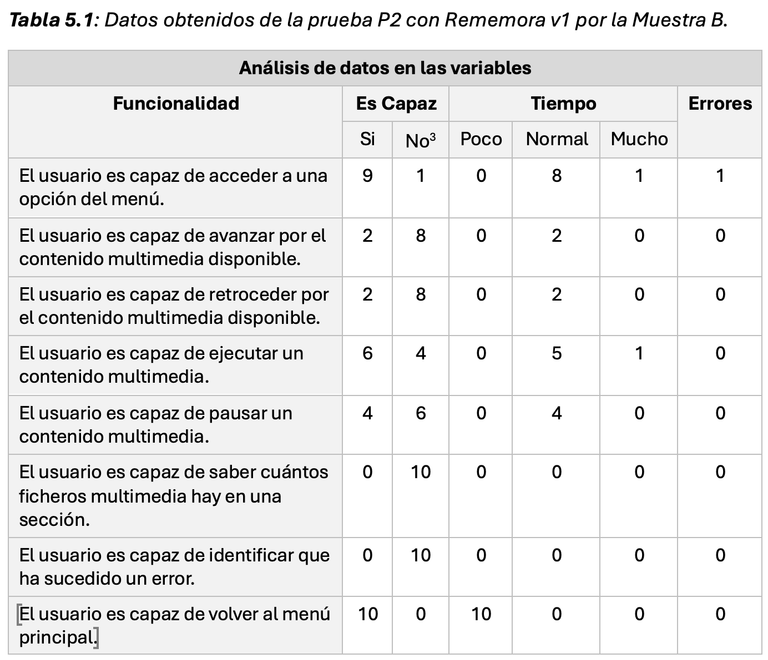 Tabla 5.1: Datos obtenidos de la prueba P2 con Rememora v1 por la Muestra B.
Análisis de datos en las variables
Funcionalidad Es Capaz Tiempo Errores
Si No³ Poco Normal Mucho
El usuario es capaz de acceder a una 9 1 0 8 1 1
opción del menú.
El usuario es capaz de avanzar por el 2 8 0 2 0 0
contenido multimedia disponible.
El usuario es capaz de retroceder por 2 8 0 2 0 0
el contenido multimedia disponible.
El usuario es capaz de ejecutar un 6 4 0 5 1 0
contenido multimedia.
El usuario es capaz de pausar un 4 6 0 4 0 0
contenido multimedia.
El usuario es capaz de saber cuántos 0 10 0 0 0 0
ficheros multimedia hay en una
sección.
El usuario es capaz de identificar que 0 10 0 0 0 0
ha sucedido un error.
[El usuario es capaz de volver al menú 10 0 10 0 0 0
principal.]